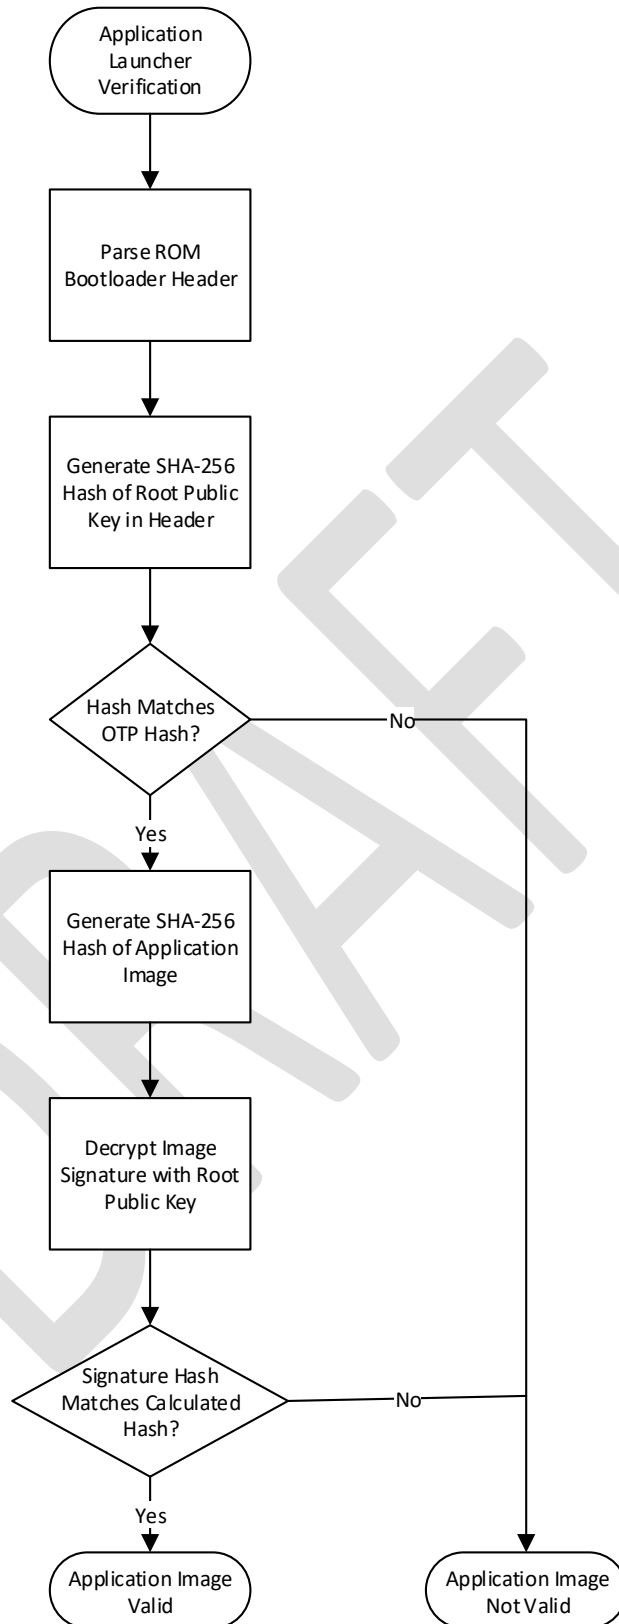 Application
Launcher
Verification
Parse ROM
Bootloader Header
Generate SHA-256
Hash of Root Public
Key in Header
Hash Matches
OTP Hash?
No
Yes
Generate SHA-256
Hash of Application
Image
Decrypt Image
Signature with Root
Public Key
Signature Hash
Matches Calculated
Hash?
No
Yes
Application Image
Valid
Application Image
Not Valid
DRAFT